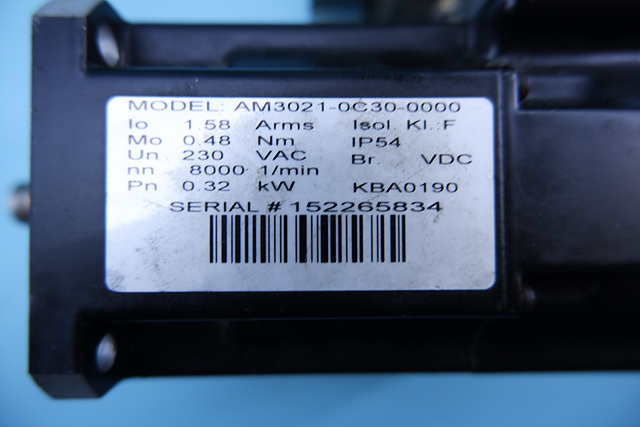 MODEL: AM3021-0C30-0000
Io 1.58 Arms Isol. Kl.:F
Mo 0.48 Nm IP54
Un 230 VAC Br. VDC
nn 8000 1/min
Pn 0.32 kW KBA0190
SERIAL # 152265834